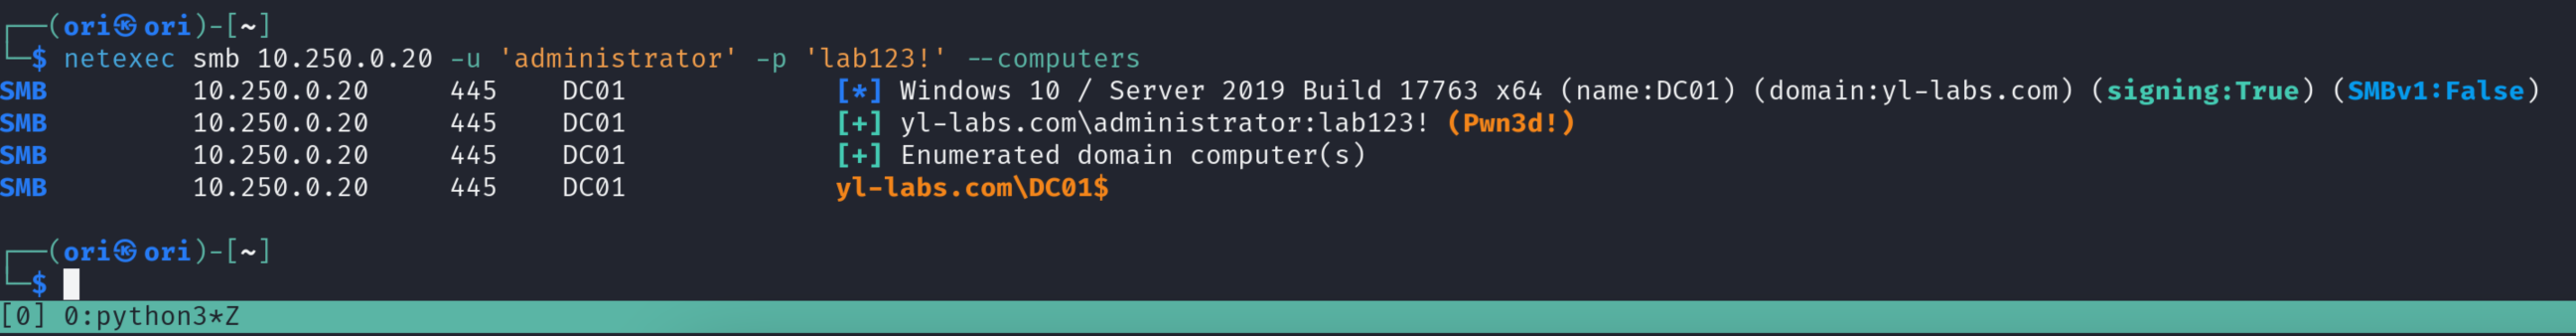 ┌──(ori㉿ori)-[~]
└─$ netexec smb 10.250.0.20 -u 'administrator' -p 'lab123!' --computers
SMB         10.250.0.20     445    DC01             [*] Windows 10 / Server 2019 Build 17763 x64 (name:DC01) (domain:yl-labs.com) (signing:True) (SMBv1:False)
SMB         10.250.0.20     445    DC01             [+] yl-labs.com\administrator:lab123! (Pwn3d!)
SMB         10.250.0.20     445    DC01             [+] Enumerated domain computer(s)
SMB         10.250.0.20     445    DC01             yl-labs.com\DC01$
┌──(ori㉿ori)-[~]
└─$
[0] 0:python3*Z